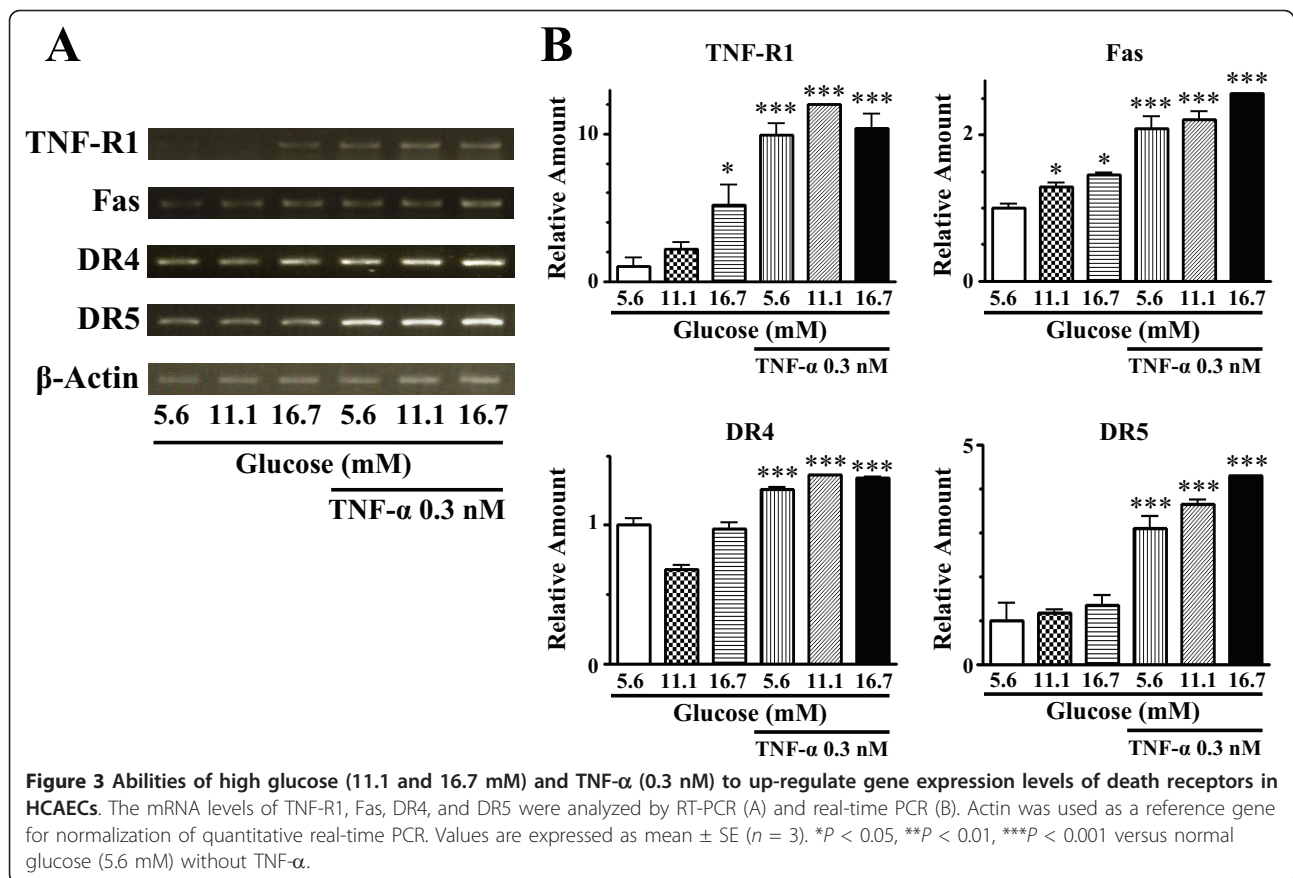 A
TNF-R1
Fas
DR4
DR5
β-Actin
5.6 11.1 16.7 5.6 11.1 16.7
Glucose (mM)
TNF-α 0.3 nM
B
TNF-R1
Relative Amount
10
0
* *** *** ***
5.6 11.1 16.7 5.6 11.1 16.7
Glucose (mM)
TNF-α 0.3 nM
Fas
Relative Amount
2
0
* * *** *** ***
5.6 11.1 16.7 5.6 11.1 16.7
Glucose (mM)
TNF-α 0.3 nM
DR4
Relative Amount
1
0
*** *** ***
5.6 11.1 16.7 5.6 11.1 16.7
Glucose (mM)
TNF-α 0.3 nM
DR5
Relative Amount
5
0
*** *** ***
5.6 11.1 16.7 5.6 11.1 16.7
Glucose (mM)
TNF-α 0.3 nM
Figure 3 Abilities of high glucose (11.1 and 16.7 mM) and TNF-α (0.3 nM) to up-regulate gene expression levels of death receptors in
HCAECs. The mRNA levels of TNF-R1, Fas, DR4, and DR5 were analyzed by RT-PCR (A) and real-time PCR (B). Actin was used as a reference gene
for normalization of quantitative real-time PCR. Values are expressed as mean ± SE (n = 3). *P < 0.05, **P < 0.01, ***P < 0.001 versus normal
glucose (5.6 mM) without TNF-α.